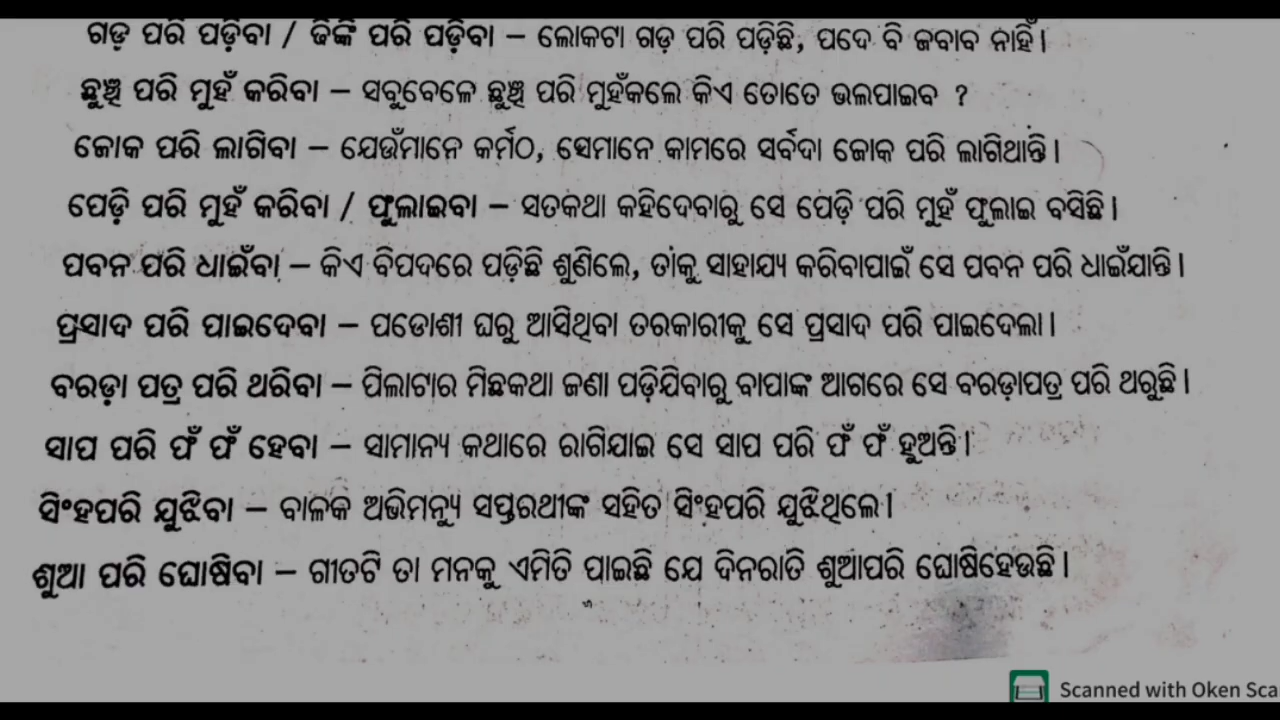 ଗଡ଼ ପରି ପଡ଼ିବା / ଢିଙ୍କି ପରି ପଡ଼ିବା – ଲୋକଟା ଗଡ଼ ପରି ପଡ଼ିଛି, ପଦେ ବି ଜବାବ ନାହିଁ।
ଛୁଞ୍ଚି ପରି ମୁହଁ କରିବା – ସବୁବେଳେ ଛୁଞ୍ଚି ପରି ମୁହଁକଲେ କିଏ ତୋତେ ଭଲପାଇବ ?
ଜୋକ ପରି ଲାଗିବା – ଯେଉଁମାନେ କର୍ମଠ, ସେମାନେ କାମରେ ସର୍ବଦା ଜୋକ ପରି ଲାଗିଥାନ୍ତି।
ପେଡ଼ି ପରି ମୁହଁ କରିବା / ଫୁଲାଇବା – ସତକଥା କହିଦେବାରୁ ସେ ପେଡ଼ି ପରି ମୁହଁ ଫୁଲାଇ ବସିଛି।
ପବନ ପରି ଧାଇଁବା – କିଏ ବିପଦରେ ପଡ଼ିଛି ଶୁଣିଲେ, ତାଂକୁ ସାହାଯ୍ୟ କରିବାପାଇଁ ସେ ପବନ ପରି ଧାଇଁଯାନ୍ତି।
ପ୍ରସାଦ ପରି ପାଇଦେବା – ପଡୋଶୀ ଘରୁ ଆସିଥିବା ତରକାରୀକୁ ସେ ପ୍ରସାଦ ପରି ପାଇଦେଲା।
ବରଡ଼ା ପତ୍ର ପରି ଥରିବା – ପିଲାଟାର ମିଛକଥା ଜଣା ପଡ଼ିଯିବାରୁ ବାପାଙ୍କ ଆଗରେ ସେ ବରଡ଼ାପତ୍ର ପରି ଥରୁଛି।
ସାପ ପରି ଫଁ ଫଁ ହେବା – ସାମାନ୍ୟ କଥାରେ ରାଗିଯାଇ ସେ ସାପ ପରି ଫଁ ଫଁ ହୁଅନ୍ତି।
ସିଂହପରି ଯୁଝିବା – ବାଳକ ଅଭିମନ୍ୟୁ ସପ୍ତରଥୀଙ୍କ ସହିତ ସିଂହପରି ଯୁଝିଥିଲେ।
ଶୁଆ ପରି ଘୋଷିବା – ଗୀତଟି ତା ମନକୁ ଏମିତି ପାଇଛି ଯେ ଦିନରାତି ଶୁଆପରି ଘୋଷିହେଉଛି।
Scanned with Oken Sca